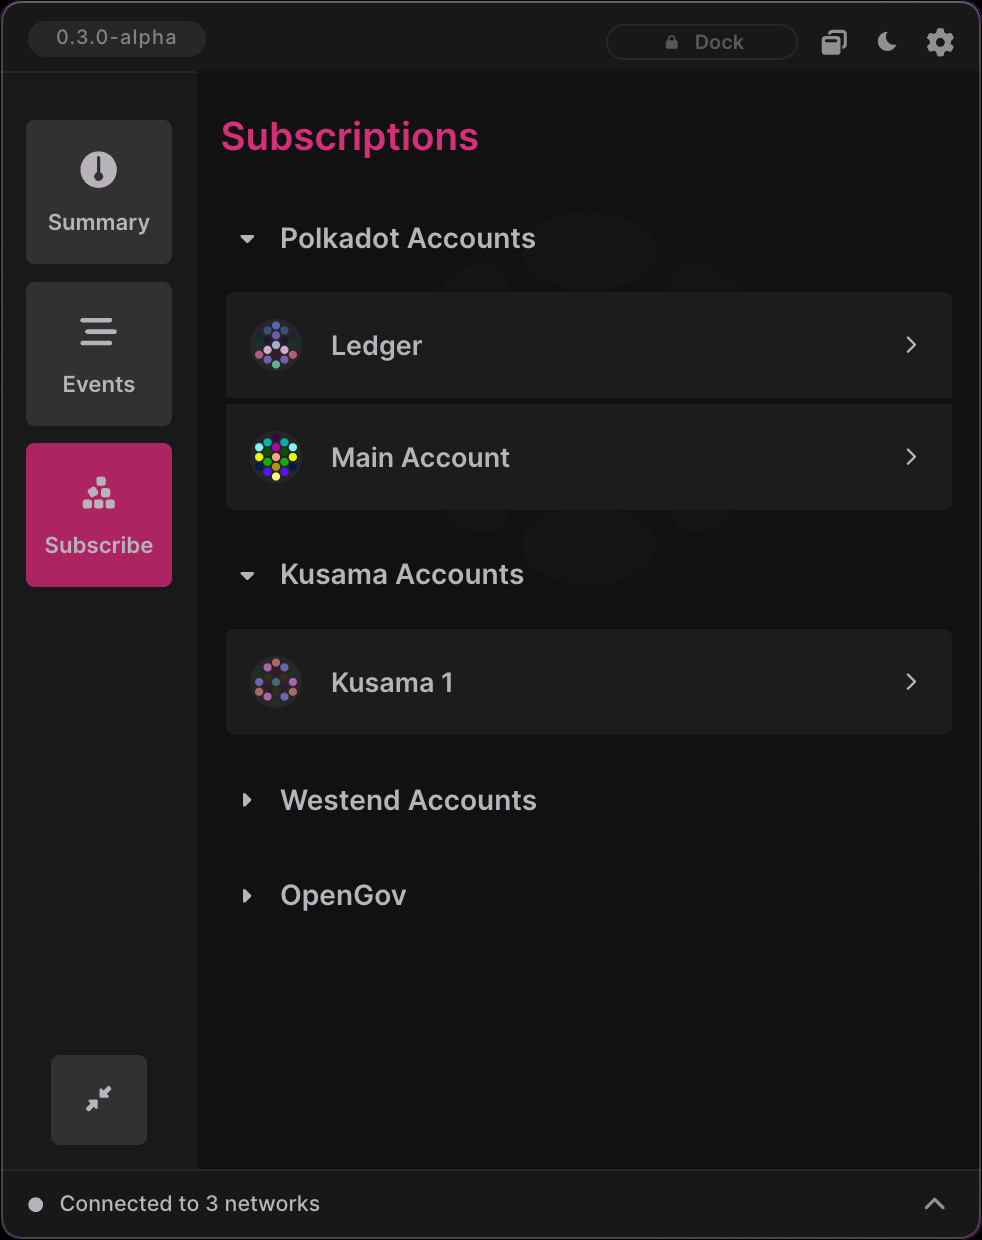 0.3.0-alpha
Dock
Summary
Events
Subscribe
Subscriptions
Polkadot Accounts
Ledger
Main Account
Kusama Accounts
Kusama 1
Westend Accounts
OpenGov
Connected to 3 networks